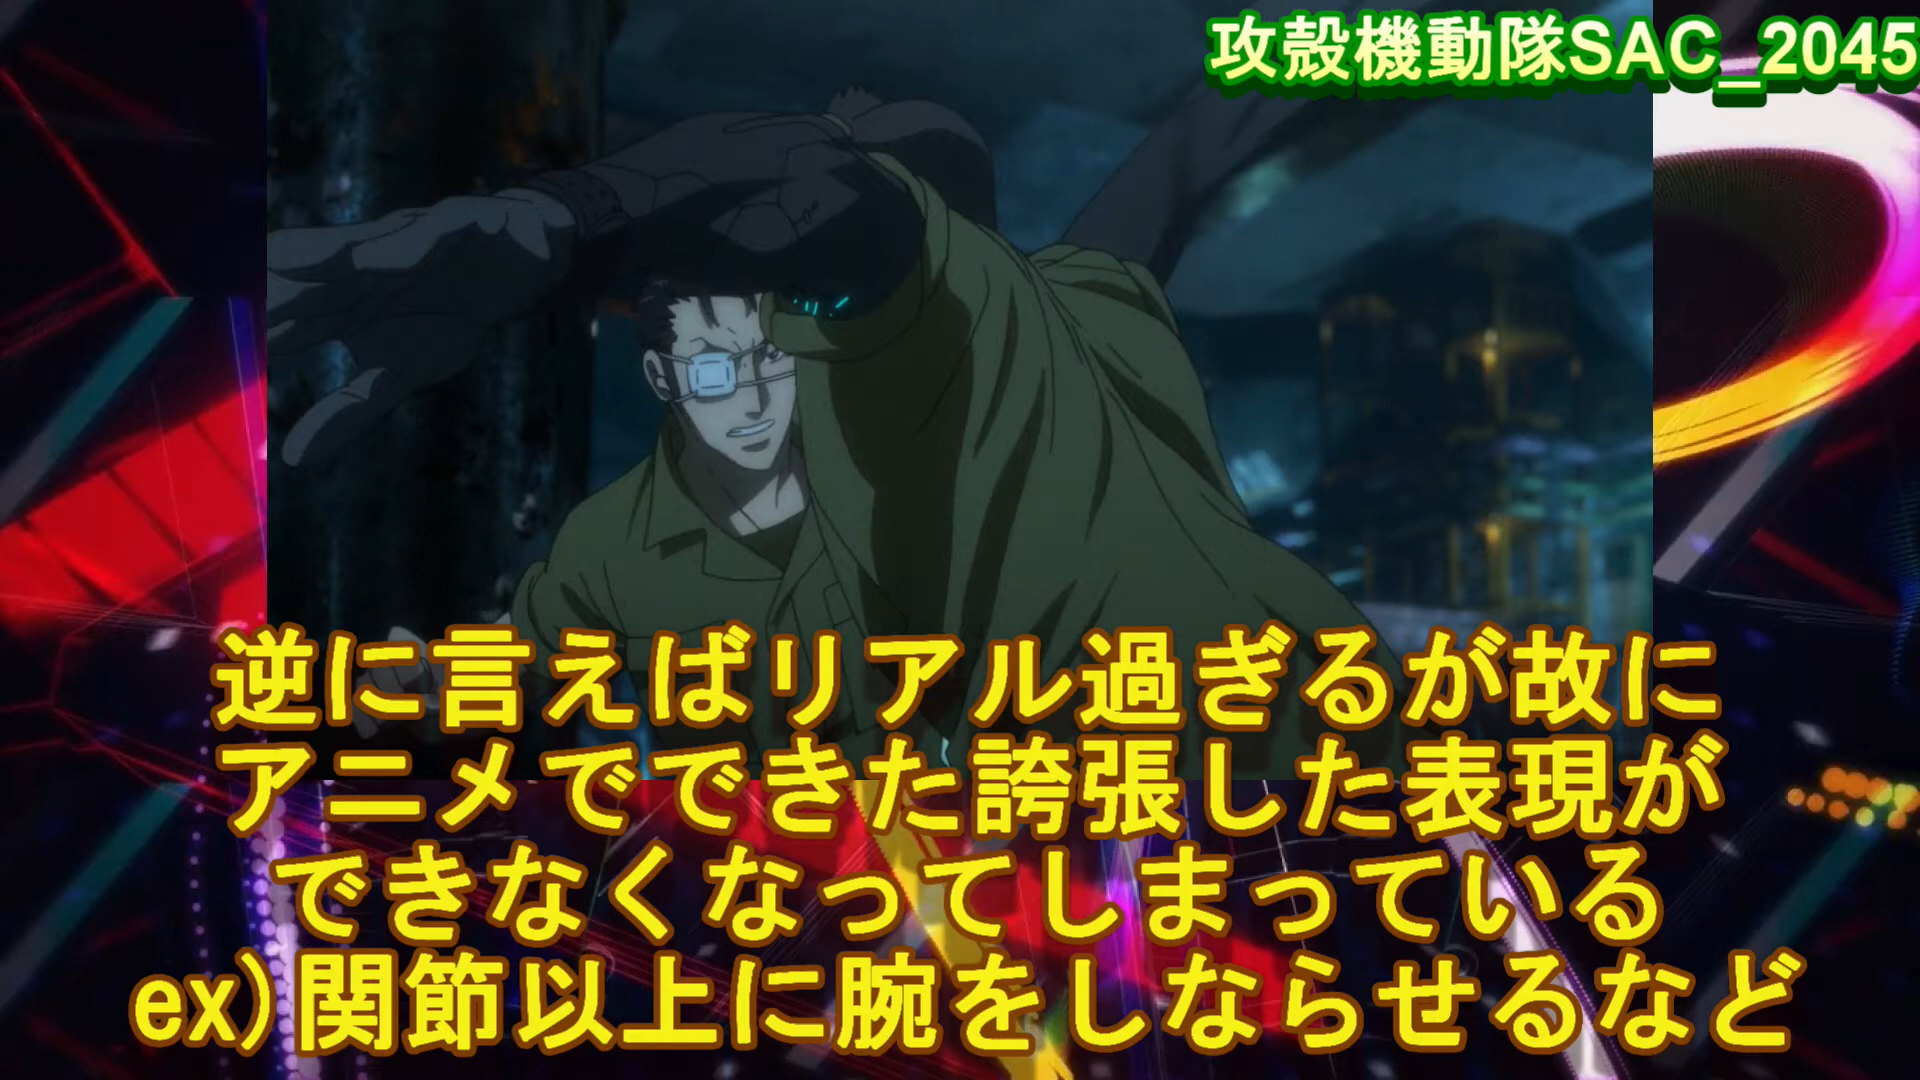 攻殻機動隊SAC_2045
逆に言えばリアル過ぎるが故に
アニメでできた誇張した表現が
できなくなってしまっている
ex)関節以上に腕をしならせるなど